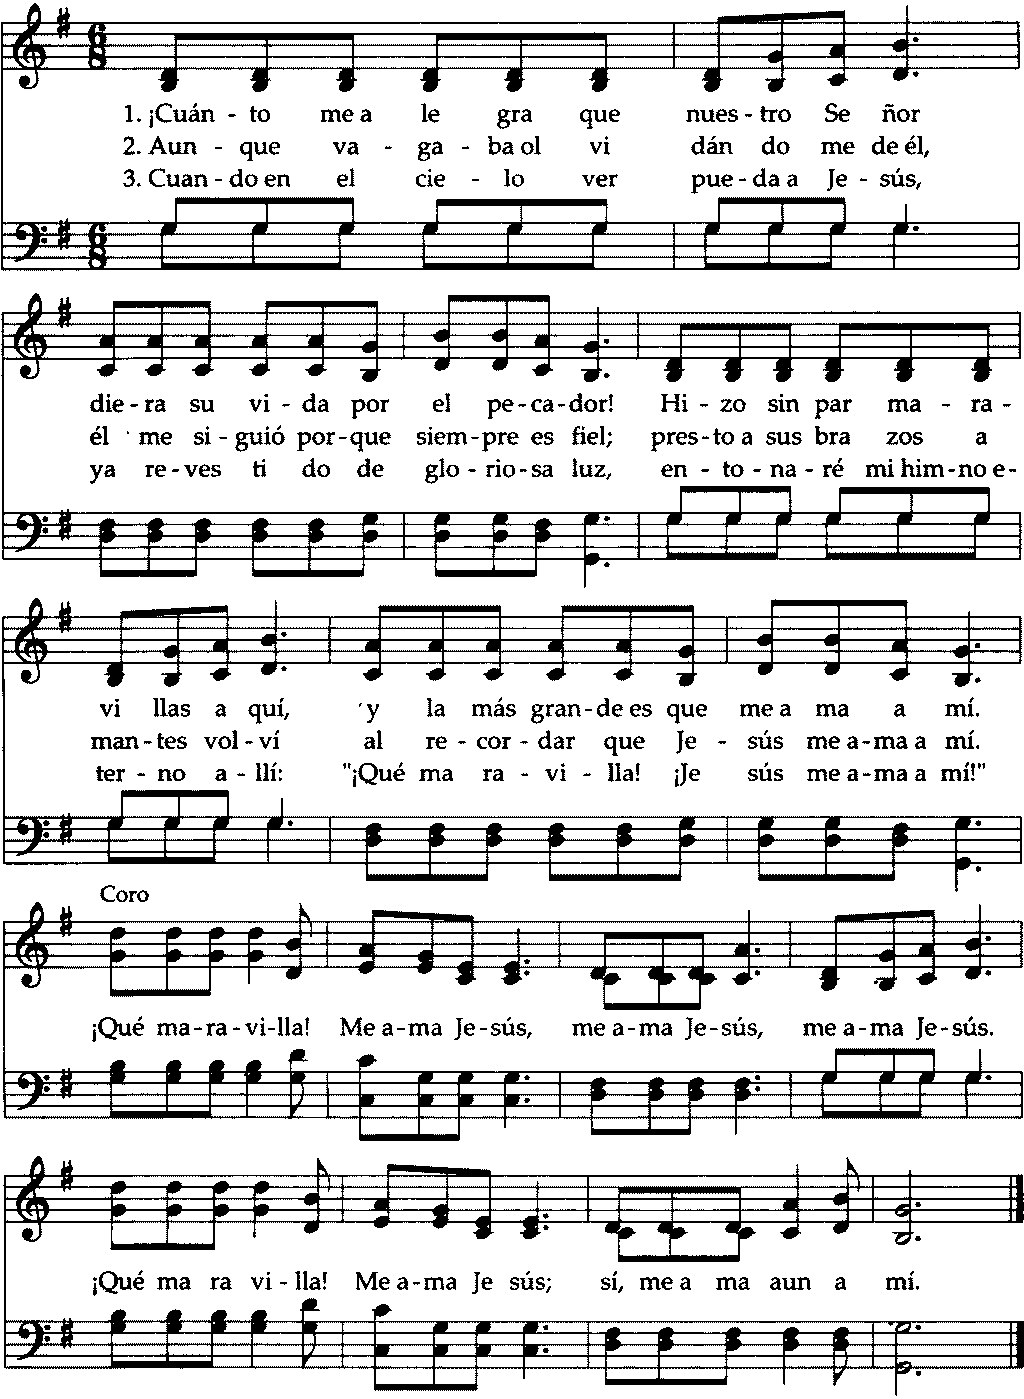 1. ¡Cuán - to me a le gra que nues - tro Se ñor
2. Aun - que va - ga - ba ol vi dán do me de él,
3. Cuan - do en el cie - lo ver pue - da a Je - sús,
die - ra su vi - da por el pe - ca - dor! Hi - zo sin par ma - ra -
él me si - guió por - que siem - pre es fiel; pres - to a sus bra zos a
ya re - ves ti do de glo - rio - sa luz, en - to - na - ré mi him - no e -
vi llas a quí, y la más gran - de es que me a ma a mí.
man - tes vol - ví al re - cor - dar que Je - sús me a - ma a mí.
ter - no a - llí: "¡Qué ma ra - vi - lla! ¡Je sús me a - ma a mí!"
Coro
¡Qué ma - ra - vi - lla! Me a - ma Je - sús, me a - ma Je - sús, me a - ma Je - sús.
¡Qué ma ra vi - lla! Me a - ma Je sús; sí, me a ma aun a mí.